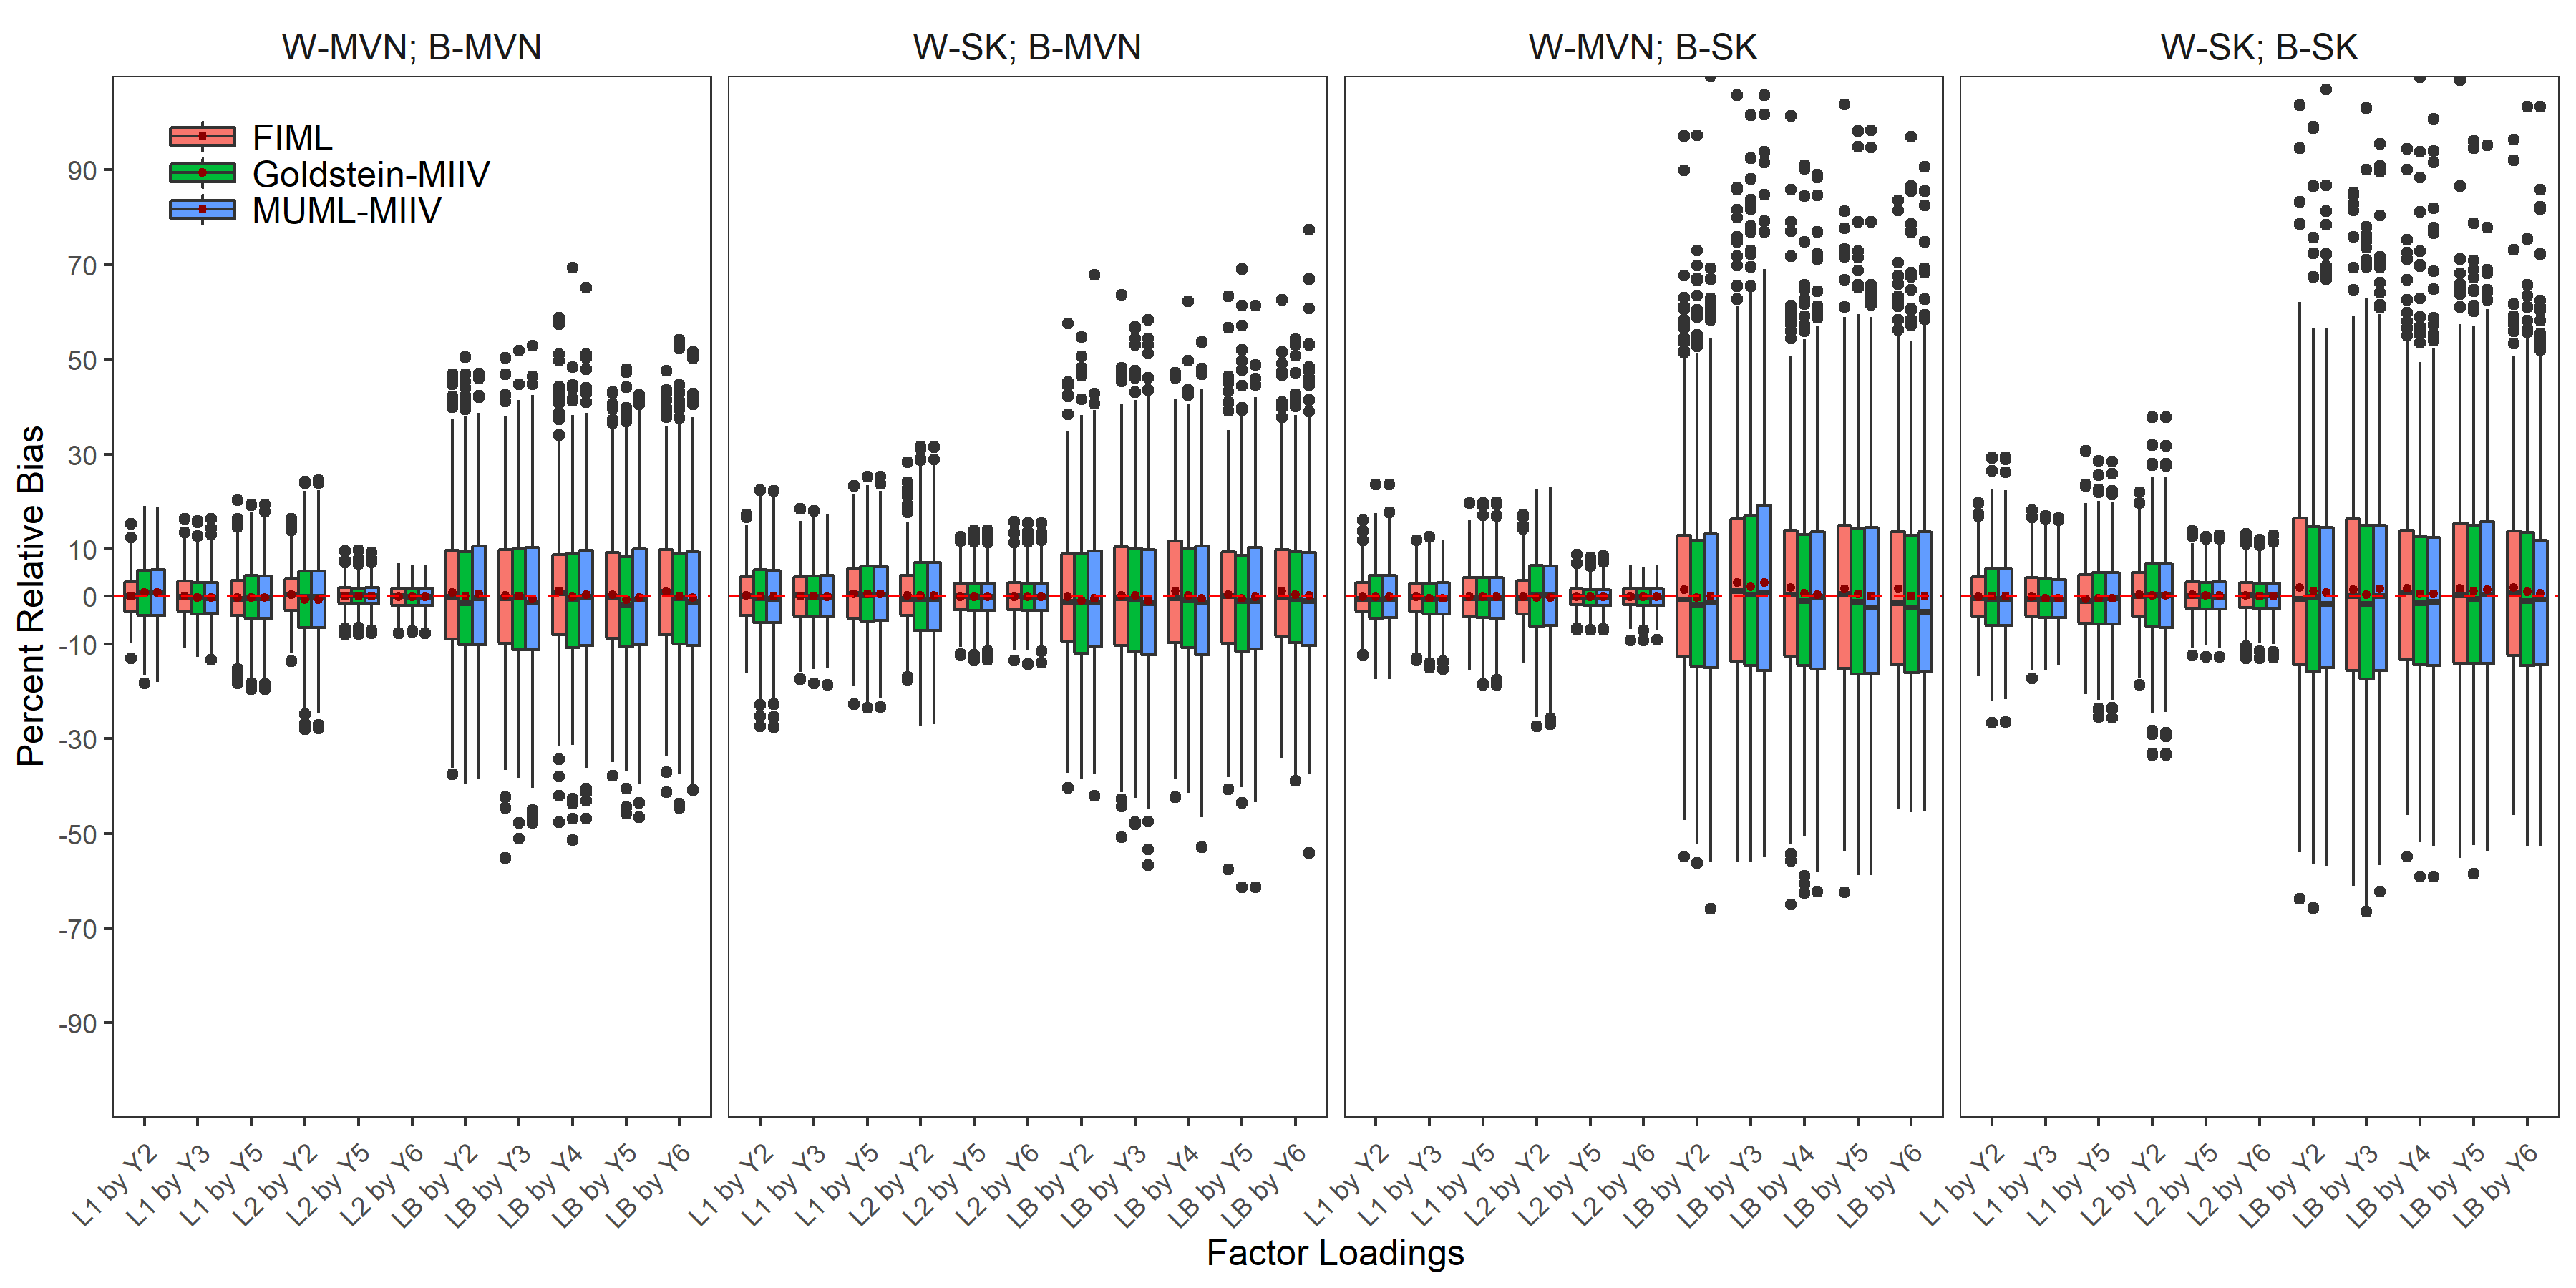 W-MVN; B-MVN
W-SK; B-MVN
W-MVN; B-SK
W-SK; B-SK
FIML
Goldstein-MIIV
MUML-MIIV
Percent Relative Bias
90
70
50
30
10
0
-10
-30
-50
-70
-90
L1 by Y2
L1 by Y3
L1 by Y5
L2 by Y2
L2 by Y5
L2 by Y6
LB by Y2
LB by Y3
LB by Y4
LB by Y5
LB by Y6
L1 by Y2
L1 by Y3
L1 by Y5
L2 by Y2
L2 by Y5
L2 by Y6
LB by Y2
LB by Y3
LB by Y4
LB by Y5
LB by Y6
L1 by Y2
L1 by Y3
L1 by Y5
L2 by Y2
L2 by Y5
L2 by Y6
LB by Y2
LB by Y3
LB by Y4
LB by Y5
LB by Y6
L1 by Y2
L1 by Y3
L1 by Y5
L2 by Y2
L2 by Y5
L2 by Y6
LB by Y2
LB by Y3
LB by Y4
LB by Y5
LB by Y6
Factor Loadings